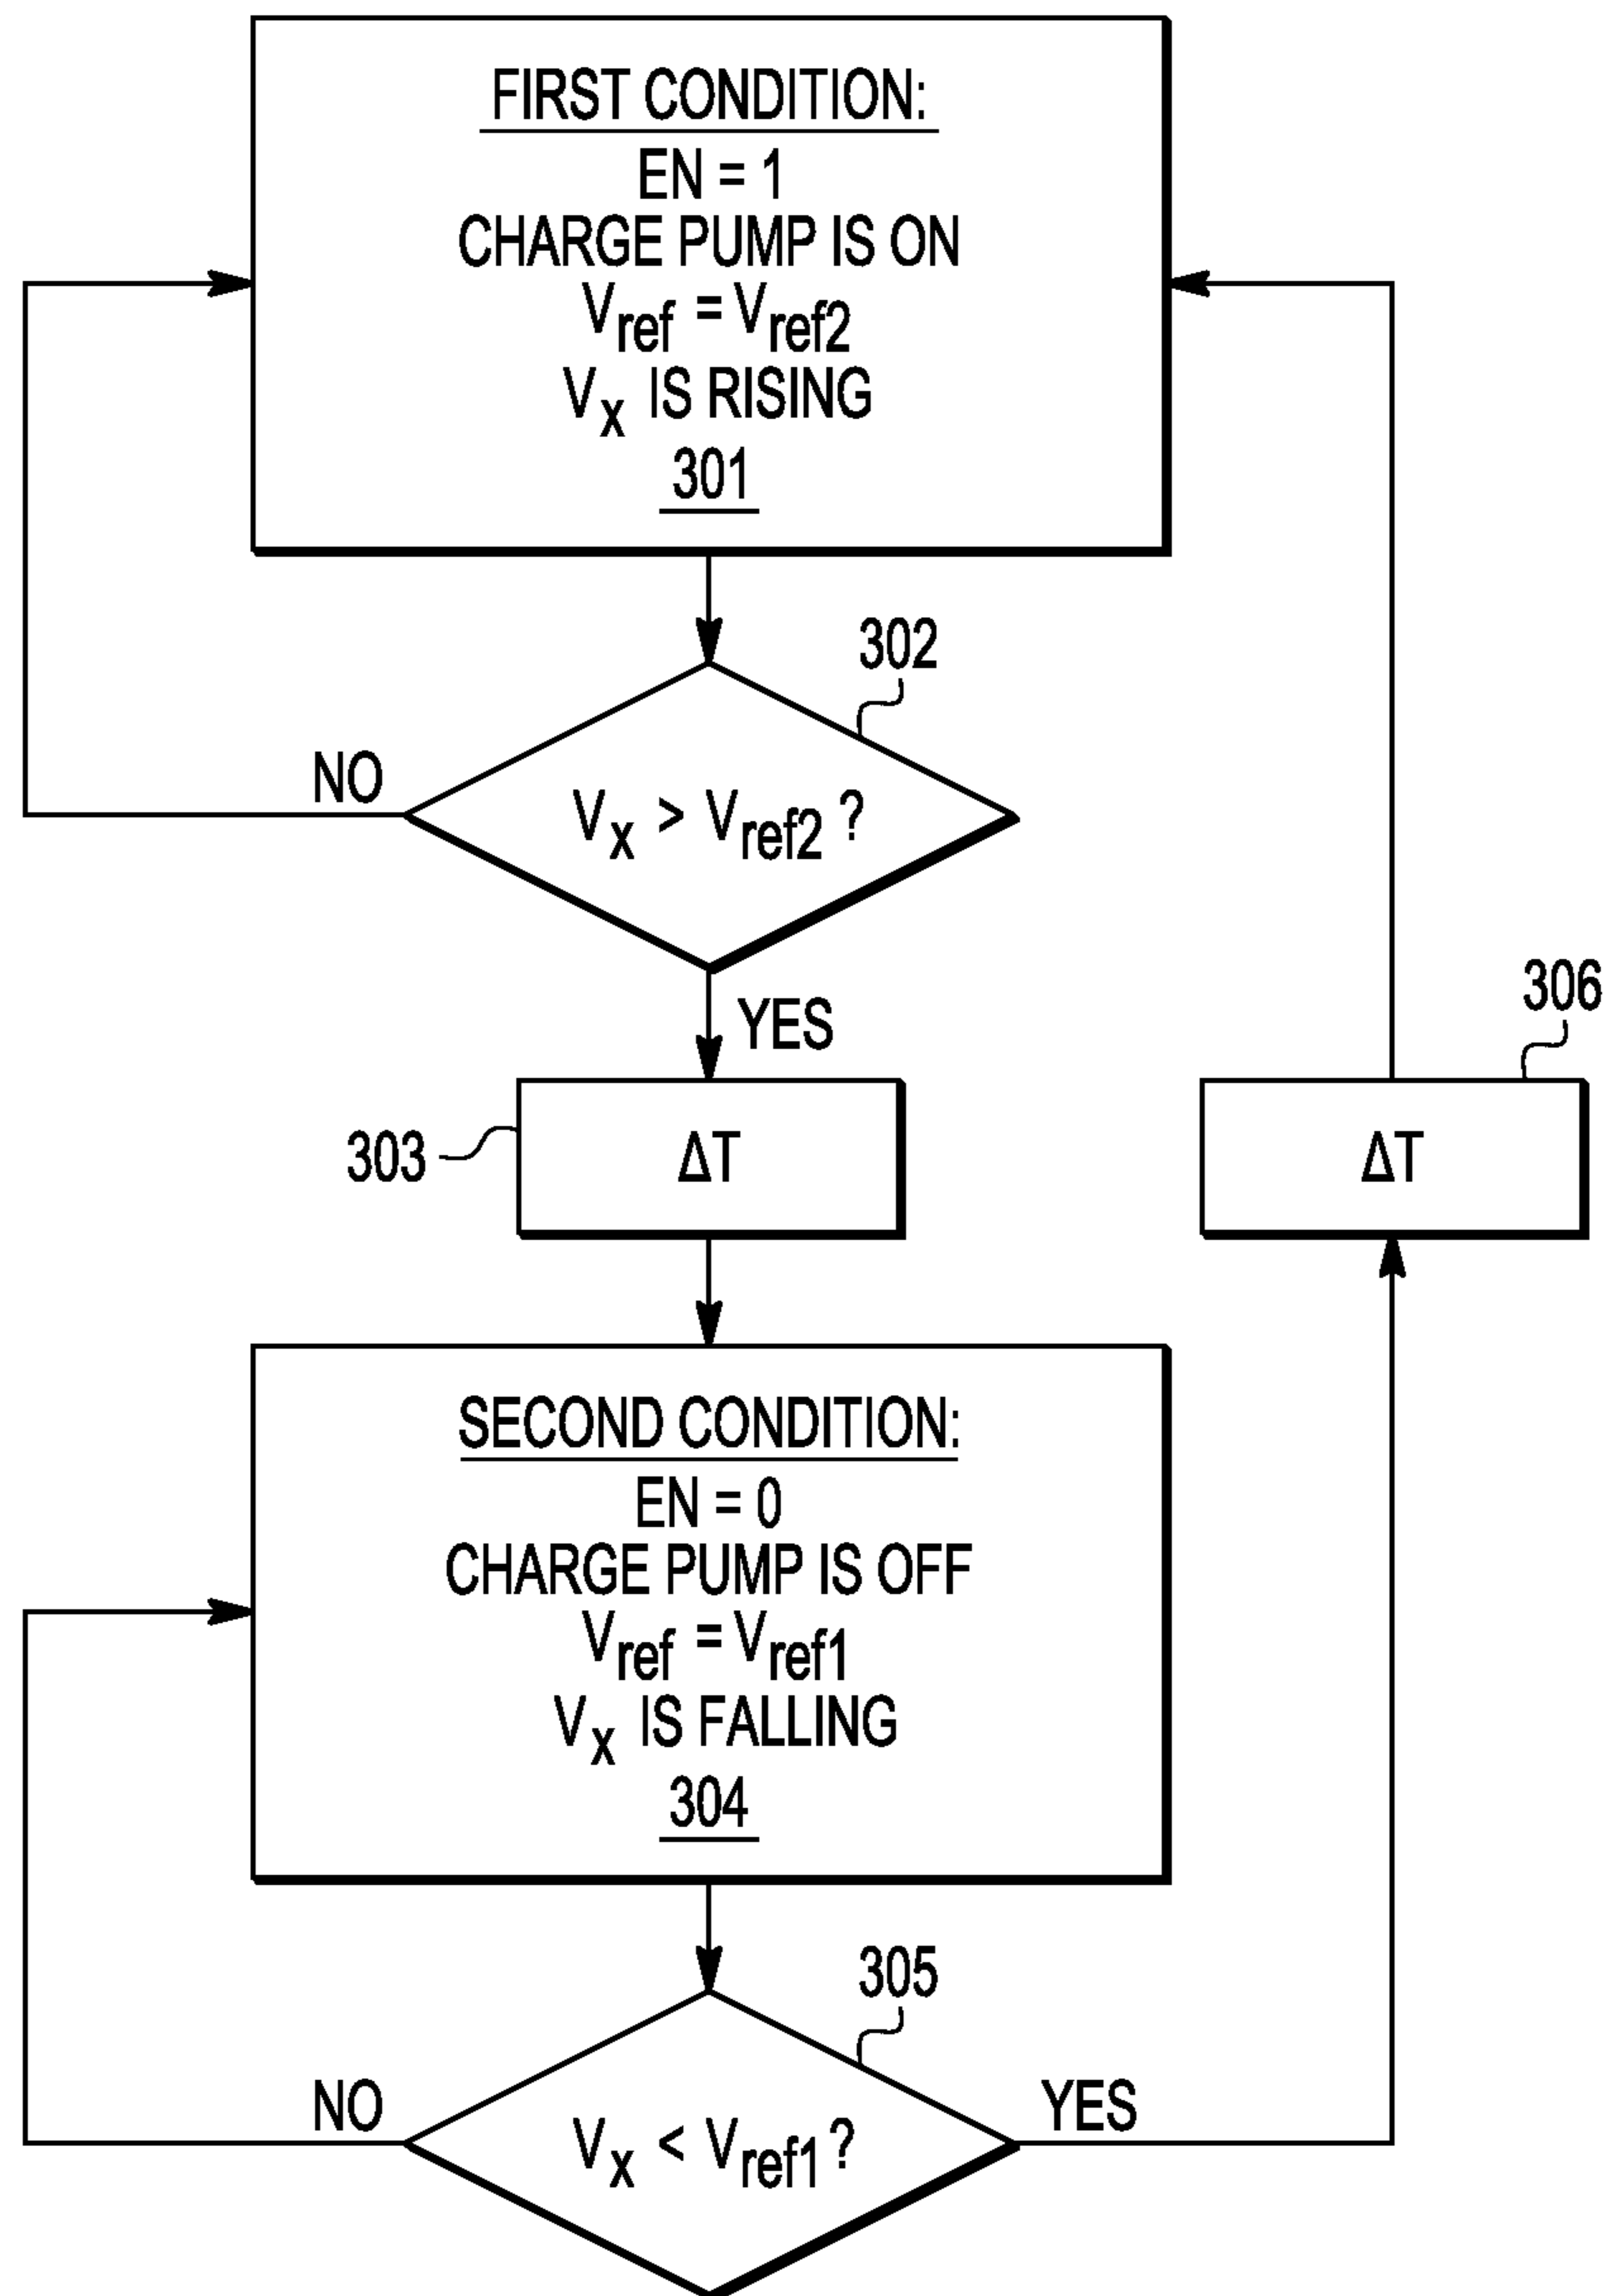 FIRST CONDITION:
EN = 1
CHARGE PUMP IS ON
Vref = Vref2
Vx IS RISING
301
302
NO
Vx > Vref2 ?
YES
306
303
ΔT
ΔT
SECOND CONDITION:
EN = 0
CHARGE PUMP IS OFF
Vref = Vref1
Vx IS FALLING
304
305
NO
Vx < Vref1?
YES